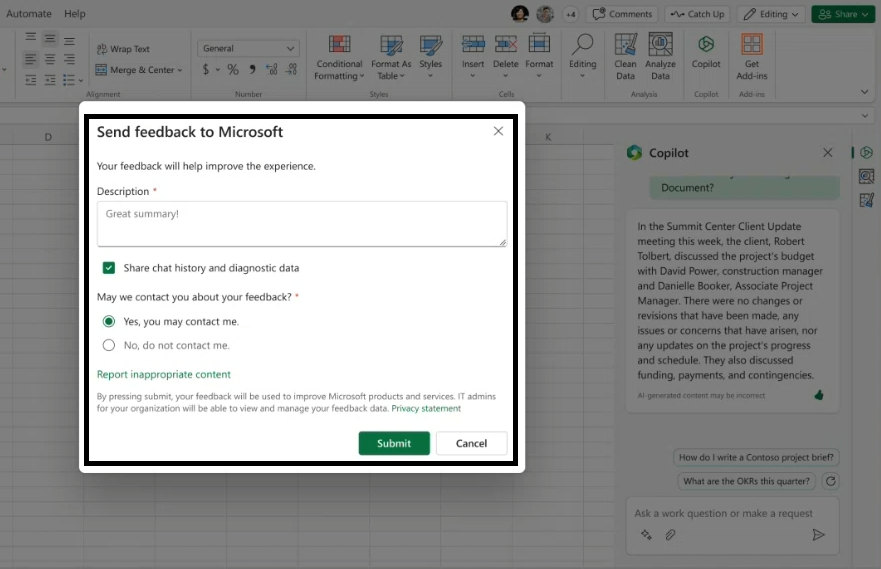 Automate Help
+4 Comments Catch Up Editing Share
Wrap Text
Merge & Center
Alignment
General
$ % 9
Number
Conditional Formatting
Format As Table
Styles
Styles
Insert Delete Format
Cells
Editing
Clean Data
Analyze Data
Analysis
Copilot
Copilot
Get Add-ins
Add-ins
D
K
Send feedback to Microsoft
Your feedback will help improve the experience.
Description *
Great summary!
Share chat history and diagnostic data
May we contact you about your feedback? *
Yes, you may contact me.
No, do not contact me.
Report inappropriate content
By pressing submit, your feedback will be used to improve Microsoft products and services. IT admins
for your organization will be able to view and manage your feedback data. Privacy statement
Submit Cancel
Copilot
Document?
In the Summit Center Client Update
meeting this week, the client, Robert
Tolbert, discussed the project's budget
with David Power, construction manager
and Danielle Booker, Associate Project
Manager. There were no changes or
revisions that have been made, any
issues or concerns that have arisen, nor
any updates on the project's progress
and schedule. They also discussed
funding, payments, and contingencies.
AI-generated content may be incorrect
How do I write a Contoso project brief?
What are the OKRs this quarter?
Ask a work question or make a request